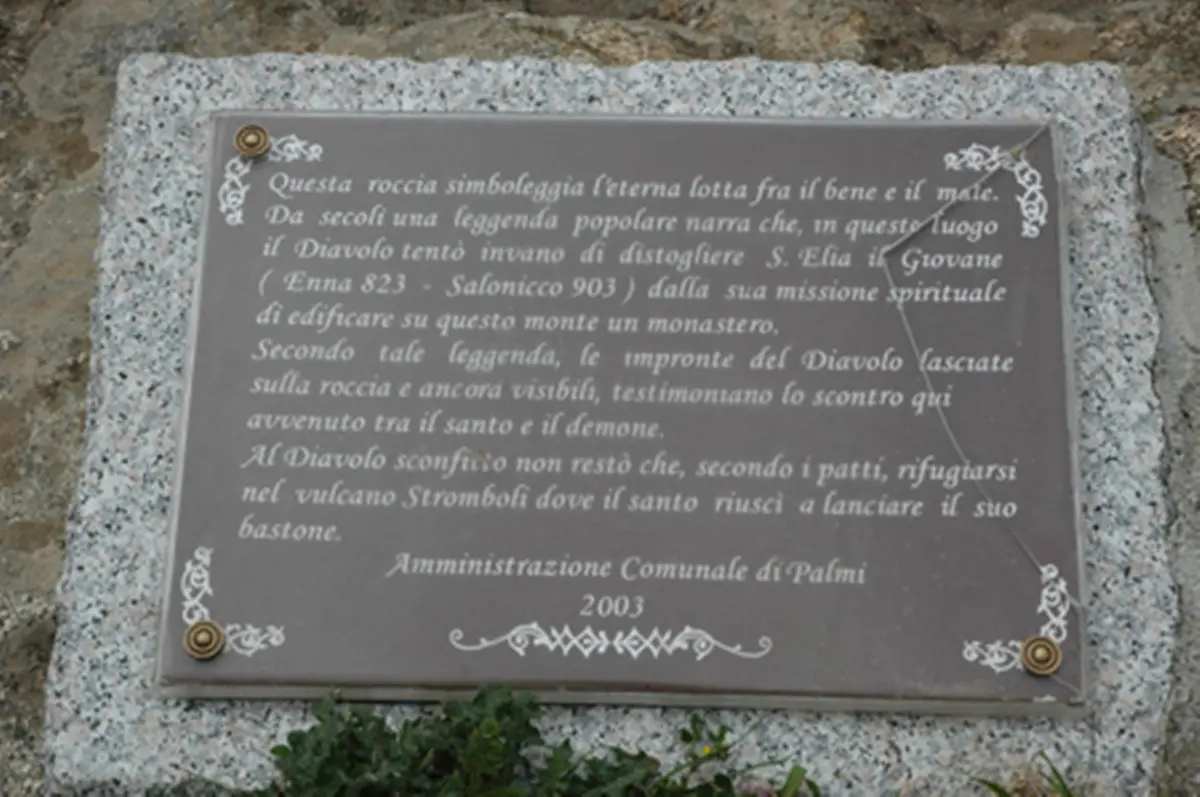 Questa roccia simboleggia l'eterna lotta fra il bene e il male.
Da secoli una leggenda popolare narra che, in questo luogo
il Diavolo tentò invano di distogliere S. Elia il Giovane
( Enna 823 - Salonicco 903 ) dalla sua missione spirituale
di edificare su questo monte un monastero.
Secondo tale leggenda, le impronte del Diavolo lasciate
sulla roccia e ancora visibili, testimoniano lo scontro qui
avvenuto tra il santo e il demone.
Al Diavolo sconfitto non restò che, secondo i patti, rifugiarsi
nel vulcano Stromboli dove il santo riuscì a lanciare il suo
bastone.
Amministrazione Comunale di Palmi
2003